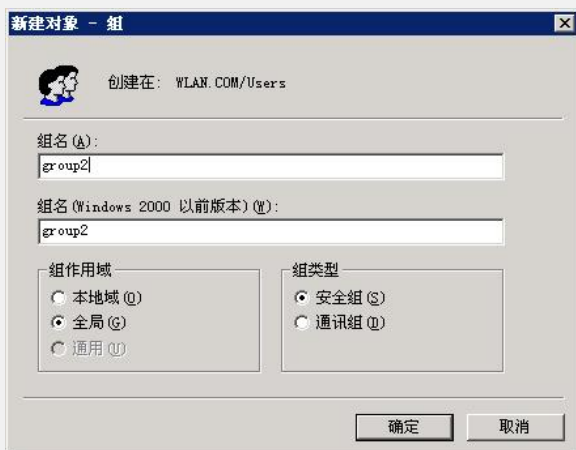 新建对象 - 组
创建在: WLAN.COM/Users
组名(A):
group2
组名(Windows 2000 以前版本)(W):
group2
组作用域
本地域(O)
全局(G)
通用(U)
组类型
安全组(S)
通讯组(D)
确定
取消